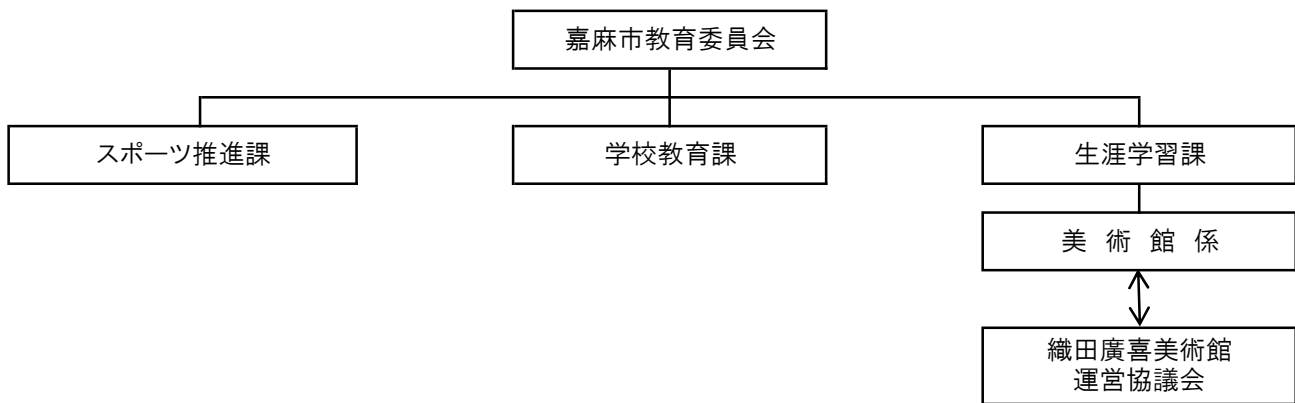 嘉麻市教育委員会
スポーツ推進課
学校教育課
生涯学習課
美術館係
織田廣喜美術館
運営協議会